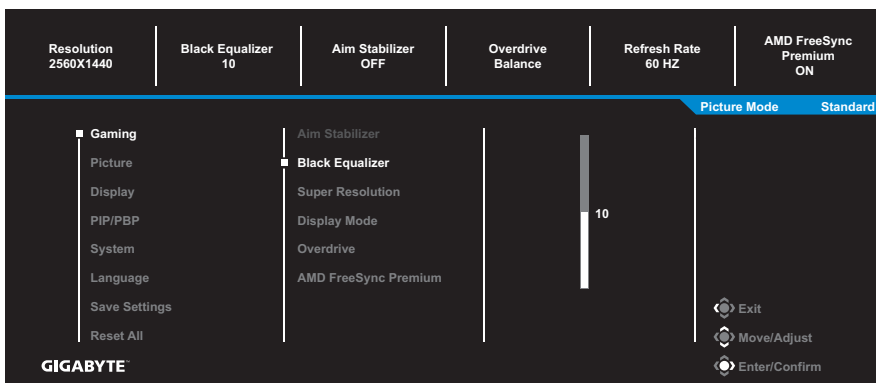 Resolution
2560X1440
Black Equalizer
10
Aim Stabilizer
OFF
Overdrive
Balance
Refresh Rate
60 HZ
AMD FreeSync
Premium
ON
Picture Mode Standard
Gaming
Picture
Display
PIP/PBP
System
Language
Save Settings
Reset All
Aim Stabilizer
Black Equalizer
Super Resolution
Display Mode
Overdrive
AMD FreeSync Premium
10
Exit
Move/Adjust
Enter/Confirm
GIGABYTE™